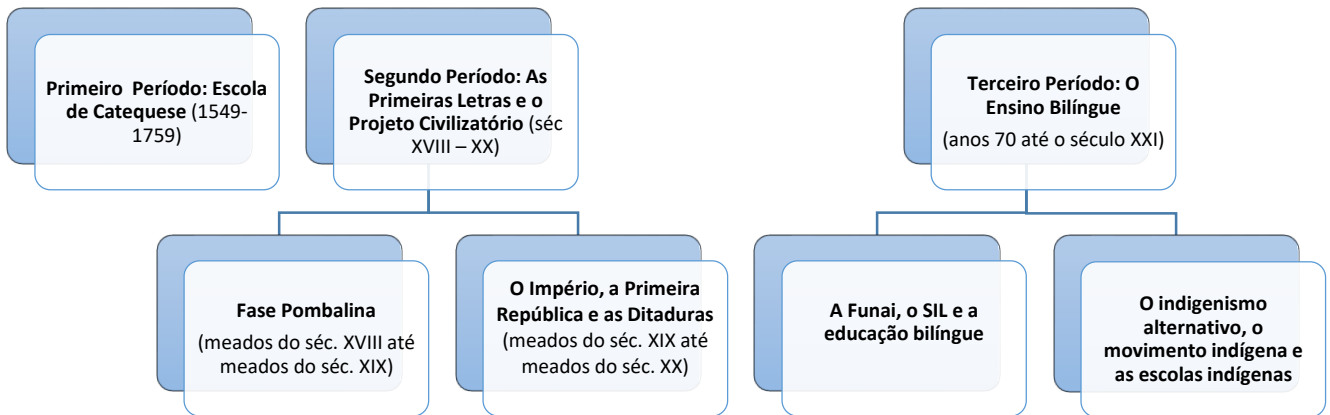 Primeiro Período: Escola
de Catequese (1549-
1759)
Segundo Período: As
Primeiras Letras e o
Projeto Civilizatório (séc
XVIII – XX)
Terceiro Período: O
Ensino Bilíngue
(anos 70 até o século XXI)
Fase Pombalina
(meados do séc. XVIII até
meados do séc. XIX)
O Império, a Primeira
República e as Ditaduras
(meados do séc. XIX até
meados do séc. XX)
A Funai, o SIL e a
educação bilíngue
O indigenismo
alternativo, o
movimento indígena e
as escolas indígenas